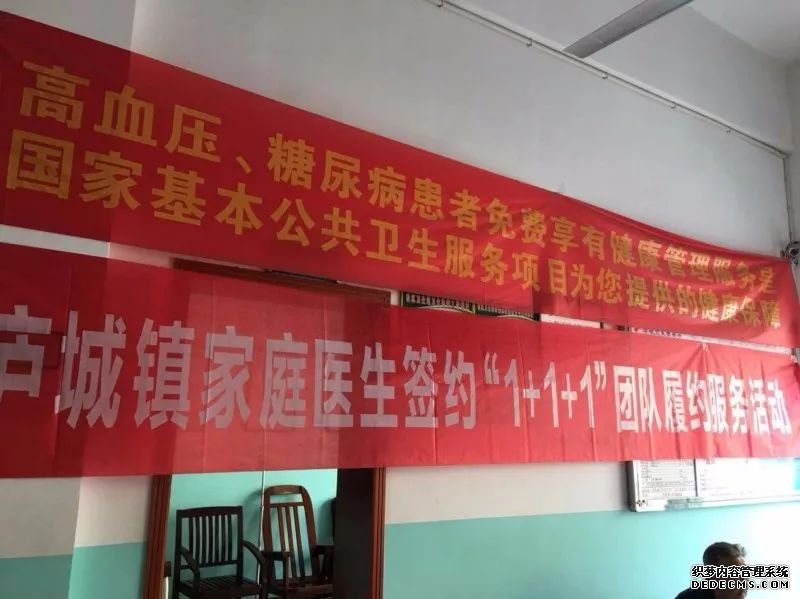 高血压、糖尿病患者免费享有健康管理服务是
国家基本公共卫生服务项目为您提供的健康保障
庐城镇家庭医生签约“1+1+1”团队履约服务活动
织梦内容管理系统
DEDECMS.COM